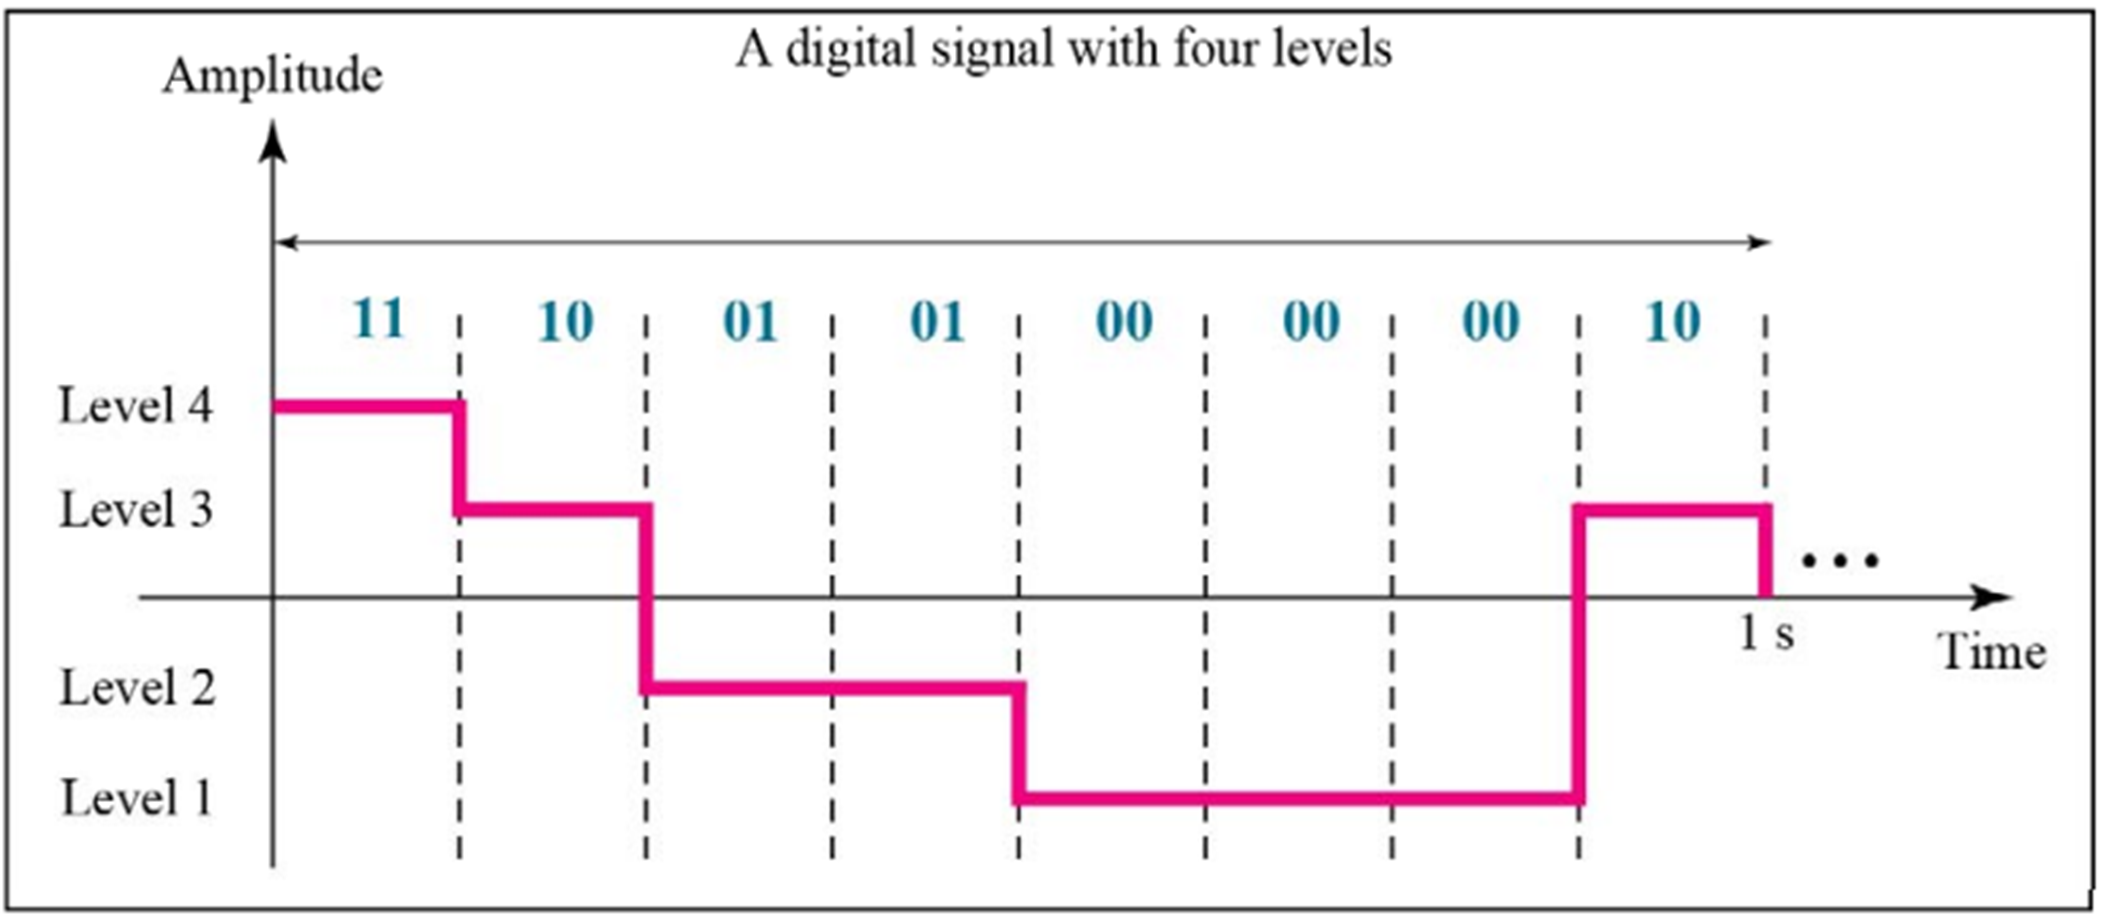 A digital signal with four levels
Amplitude
11 10 01 01 00 00 00 10
Level 4
Level 3
Level 2
Level 1
1 s
Time